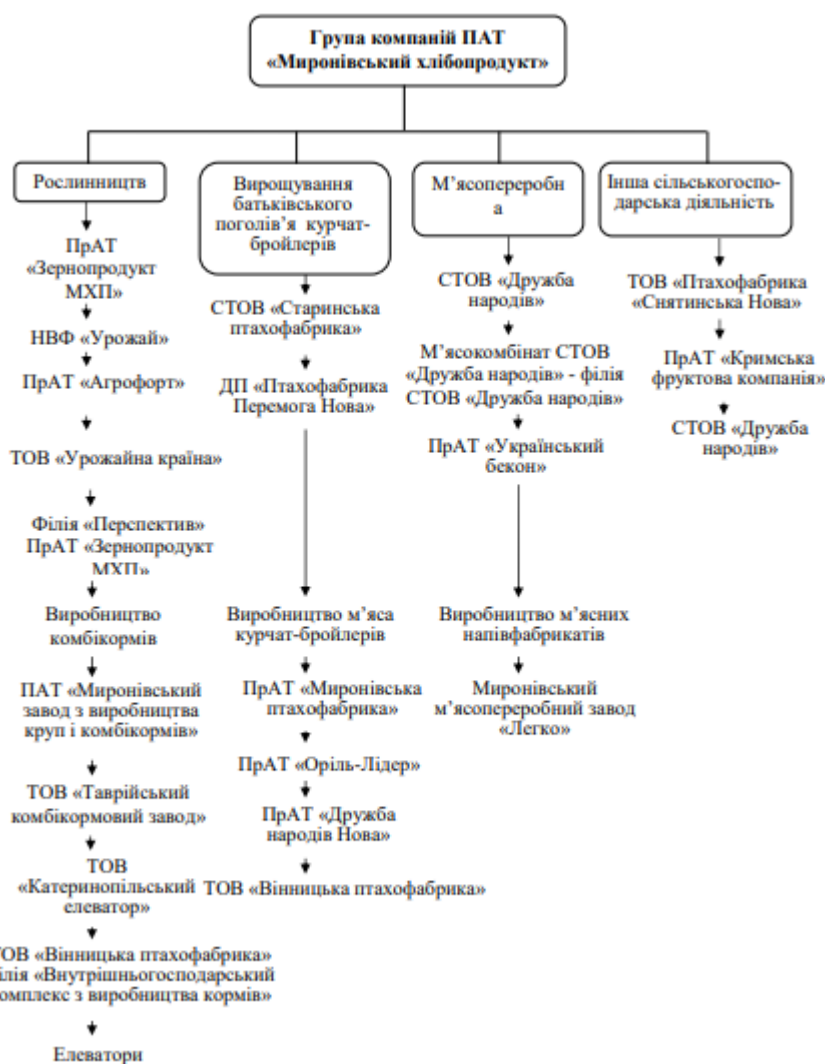 Група компаній ПАТ
«Миронівський хлібопродукт»
Рослинництв
ПрАТ
«Зернопродукт
МХП»
НВФ «Урожай»
ПрАТ «Агрофорт»
ТОВ «Урожайна країна»
Філія «Перспектив»
ПрАТ «Зернопродукт
МХП»
Виробництво
комбікормів
ПАТ «Миронівський
завод з виробництва
круп і комбікормів»
ТОВ «Таврійський
комбікормовий завод»
ТОВ
«Катеринопільський
елеватор»
ТОВ «Вінницька птахофабрика»
філія «Внутрішньогосподарський
комплекс з виробництва кормів»
Елеватори
Вирощування
батьківського
поголів’я курчат-
бройлерів
СТОВ «Старинська
птахофабрика»
ДП «Птахофабрика
Перемога Нова»
Виробництво м’яса
курчат-бройлерів
ПрАТ «Миронівська
птахофабрика»
ПрАТ «Оріль-Лідер»
ПрАТ «Дружба
народів Нова»
ТОВ «Вінницька птахофабрика»
М’ясопереробн
а
СТОВ «Дружба
народів»
М’ясокомбінат СТОВ
«Дружба народів» - філія
СТОВ «Дружба народів»
ПрАТ «Український
бекон»
Виробництво м’ясних
напівфабрикатів
Миронівський
м’ясопереробний завод
«Легко»
Інша сільськогоспо-
дарська діяльність
ТОВ «Птахофабрика
«Снятинська Нова»
ПрАТ «Кримська
фруктова компанія»
СТОВ «Дружба
народів»